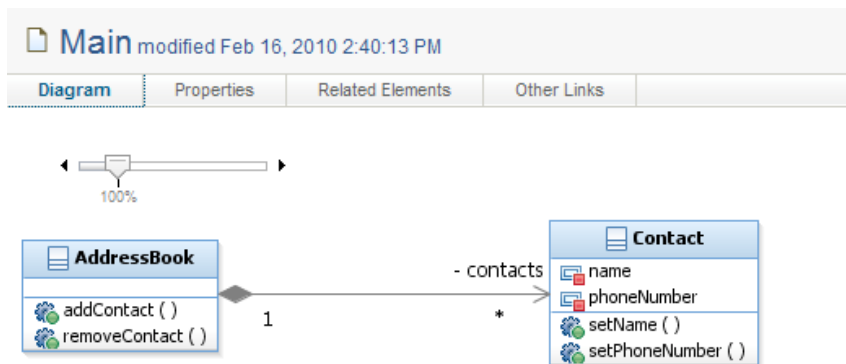 Main modified Feb 16, 2010 2:40:13 PM
Diagram Properties Related Elements Other Links
100%
AddressBook
addContact ( )
removeContact ( )
1
- contacts
*
Contact
name
phoneNumber
setName ( )
setPhoneNumber ( )